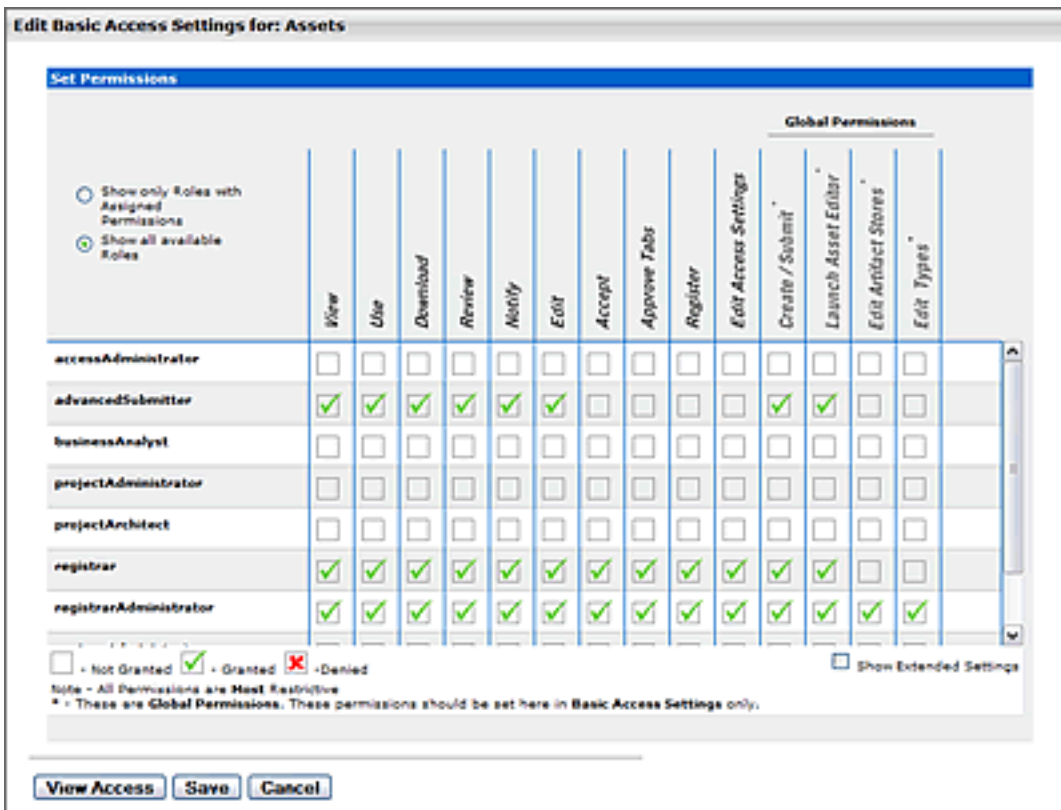 Edit Basic Access Settings for: Assets
Set Permissions
Global Permissions
Show only Roles with
Assigned
Permissions
Show all available
Roles
View
Use
Download
Review
Notify
Edit
Accept
Approve Tabs
Register
Edit Access Settings
Create / Submit *
Launch Asset Editor *
Edit Artifact Stores *
Edit Types *
accessAdministrator
advancedSubmitter
businessAnalyst
projectAdministrator
projectArchitect
registrar
registrarAdministrator
- Not Granted - Granted -Denied
Show Extended Settings
Note - All Permissions are Most Restrictive
* - These are Global Permissions. These permissions should be set here in Basic Access Settings only.
View Access Save Cancel